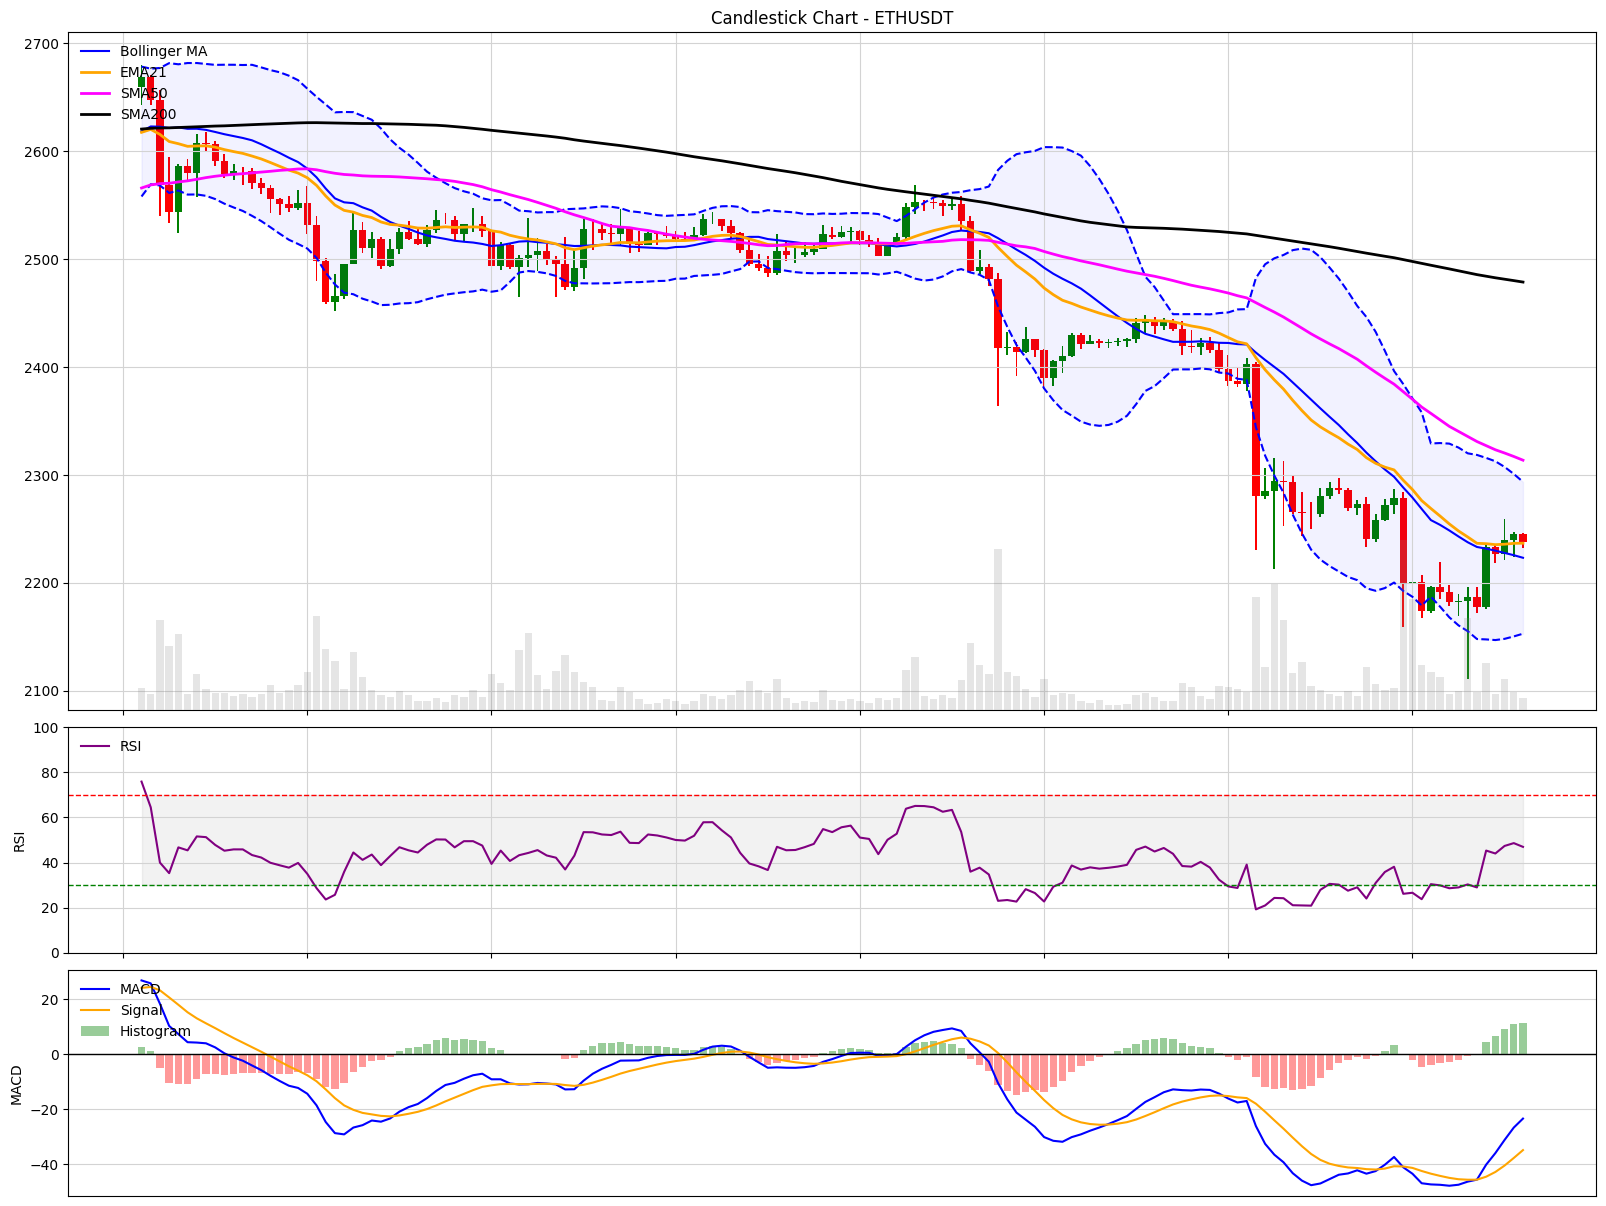 Candlestick Chart - ETHUSDT
Bollinger MA
EMA21
SMA50
SMA200
2700
2600
2500
2400
2300
2200
2100
RSI
100
80
60
40
20
0
RSI
MACD
Signal
Histogram
20
0
−20
−40
MACD